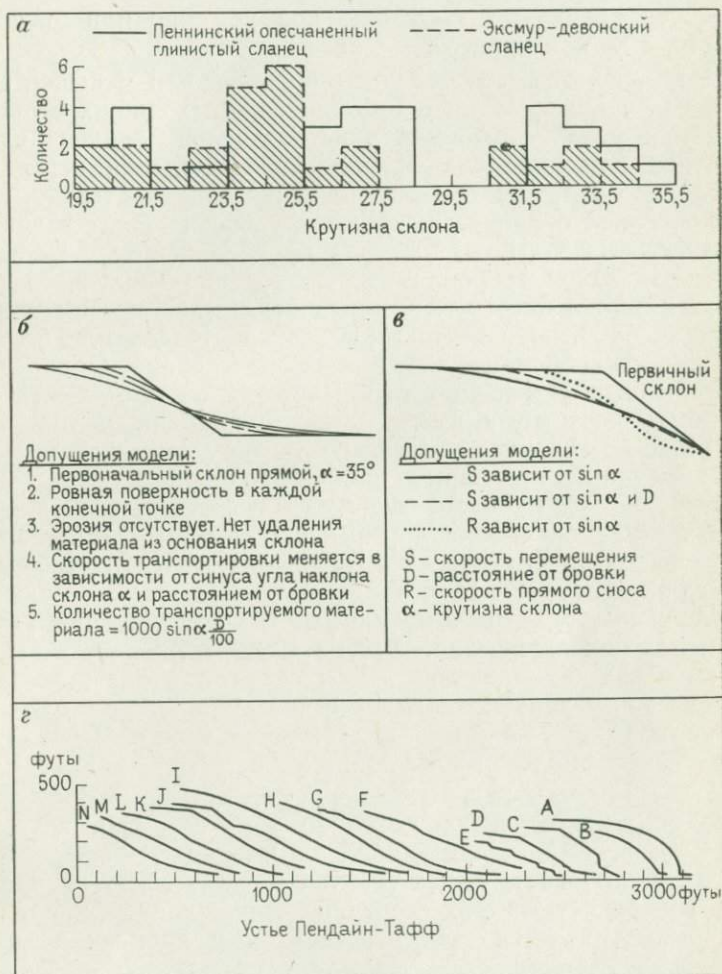 а
Пеннинский опесчаненный
глинистый сланец
Эксмур-девонский
сланец
Количество
6
4
2
0
19,5 21,5 23,5 25,5 27,5 29,5 31,5 33,5 35,5
Крутизна склона
б
Допущения модели:
1. Первоначальный склон прямой, α=35°
2. Ровная поверхность в каждой
конечной точке
3. Эрозия отсутствует. Нет удаления
материала из основания склона
4. Скорость транспортировки меняется в
зависимости от синуса угла наклона
склона α и расстоянием от бровки
5. Количество транспортируемого мате-
риала = 1000 sinα D/100
в
Первичный
склон
Допущения модели:
S зависит от sin α
S зависит от sin α и D
R зависит от sin α
S – скорость перемещения
D – расстояние от бровки
R – скорость прямого сноса
α – крутизна склона
г
футы
500
0
N M L K J I H G F E D C A B
0 1000 2000 3000 футы
Устье Пендайн-Тафф